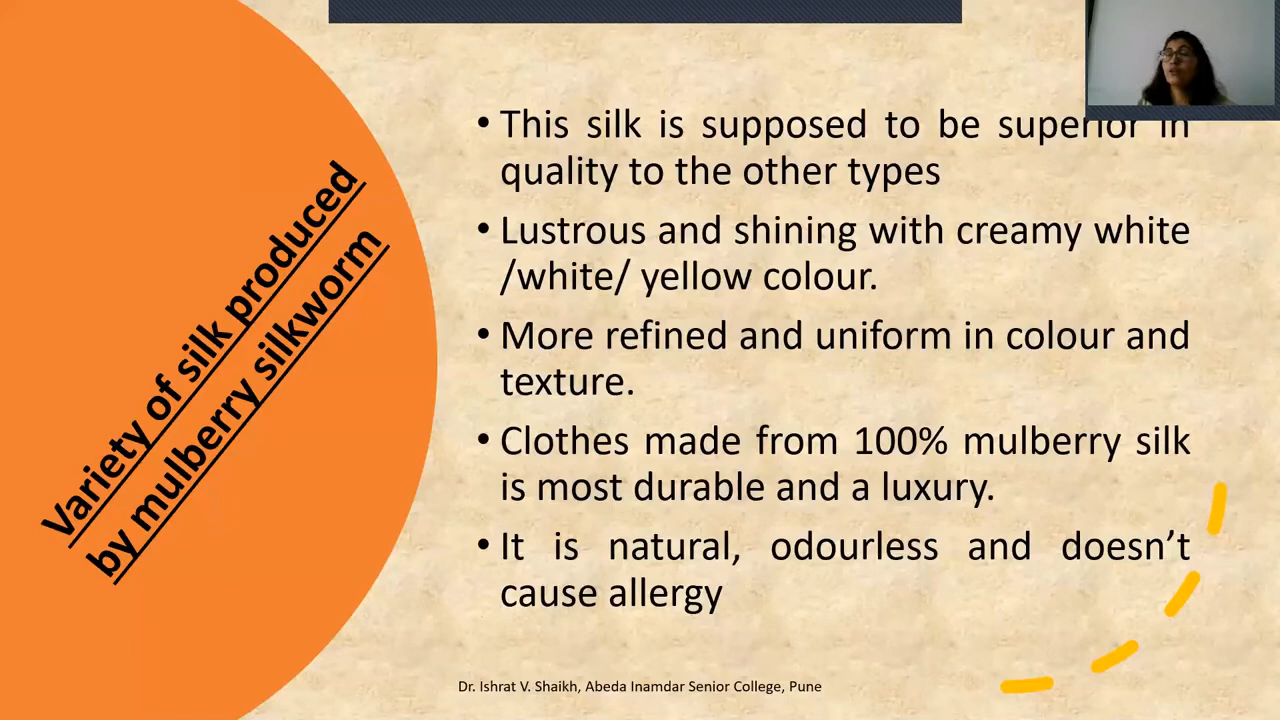 Variety of silk produced
by mulberry silkworm
• This silk is supposed to be superior in
quality to the other types
• Lustrous and shining with creamy white
/white/ yellow colour.
• More refined and uniform in colour and
texture.
• Clothes made from 100% mulberry silk
is most durable and a luxury.
• It is natural, odourless and doesn’t
cause allergy
Dr. Ishrat V. Shaikh, Abeda Inamdar Senior College, Pune